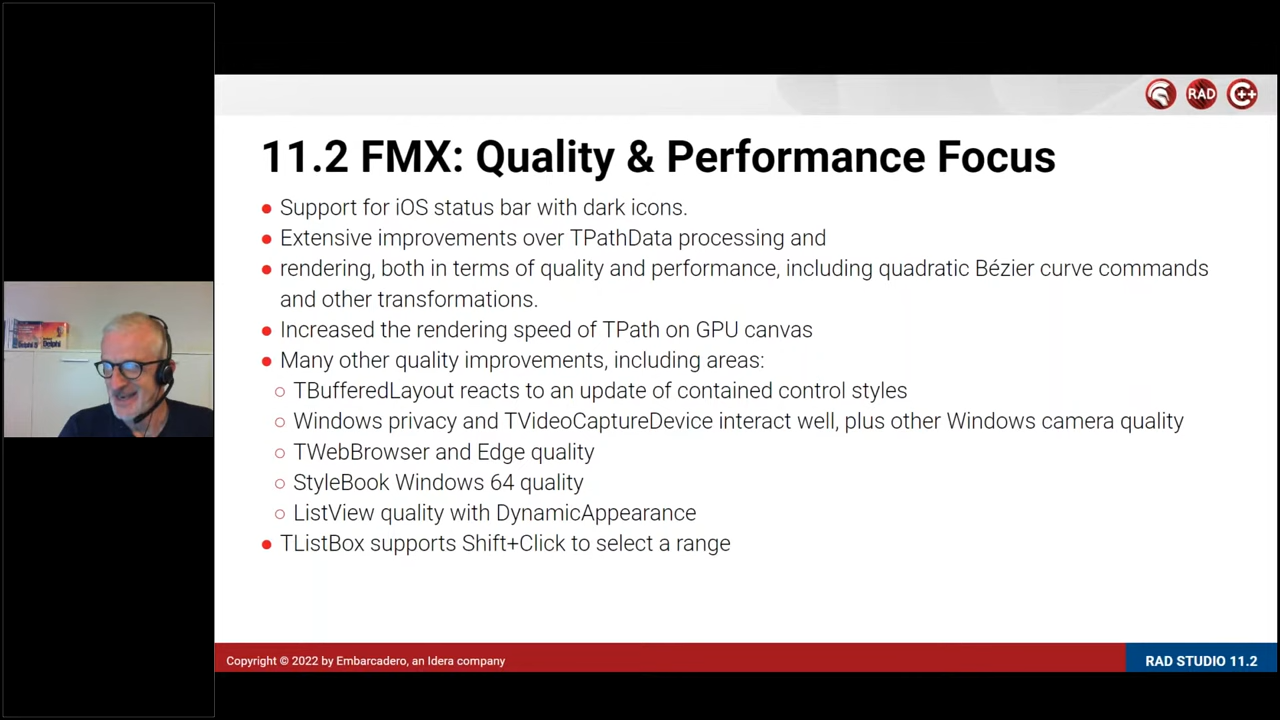 RAD
C++
11.2 FMX: Quality & Performance Focus
Support for iOS status bar with dark icons.
Extensive improvements over TPathData processing and
rendering, both in terms of quality and performance, including quadratic Bézier curve commands
and other transformations.
Increased the rendering speed of TPath on GPU canvas
Many other quality improvements, including areas:
TBufferedLayout reacts to an update of contained control styles
Windows privacy and TVideoCaptureDevice interact well, plus other Windows camera quality
TWebBrowser and Edge quality
StyleBook Windows 64 quality
ListView quality with DynamicAppearance
TListBox supports Shift+Click to select a range
Copyright © 2022 by Embarcadero, an Idera company
RAD STUDIO 11.2